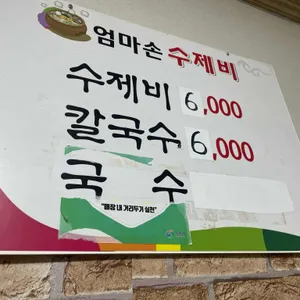 엄마손 수제비
수제비 6,000
칼국수 6,000
국 수
"매장 내 거리두기 실천"